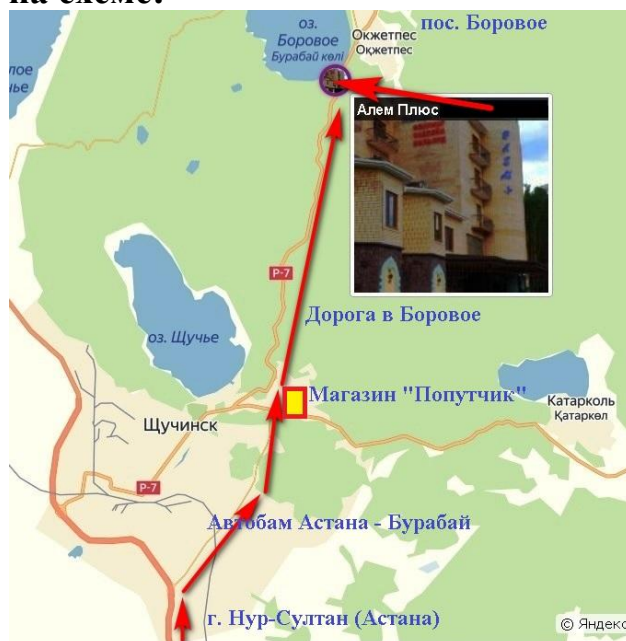 на схеме:
оз.
Боровое
Бурабай көлі
Окжетпес
Оқжетпес
пос. Боровое
Алем Плюс
P-7
Дорога в Боровое
оз. Щучье
Магазин "Попутчик"
Катарколь
Қатаркөл
Щучинск
P-7
Автобам Астана - Бурабай
г. Нур-Султан (Астана)
© Яндекс